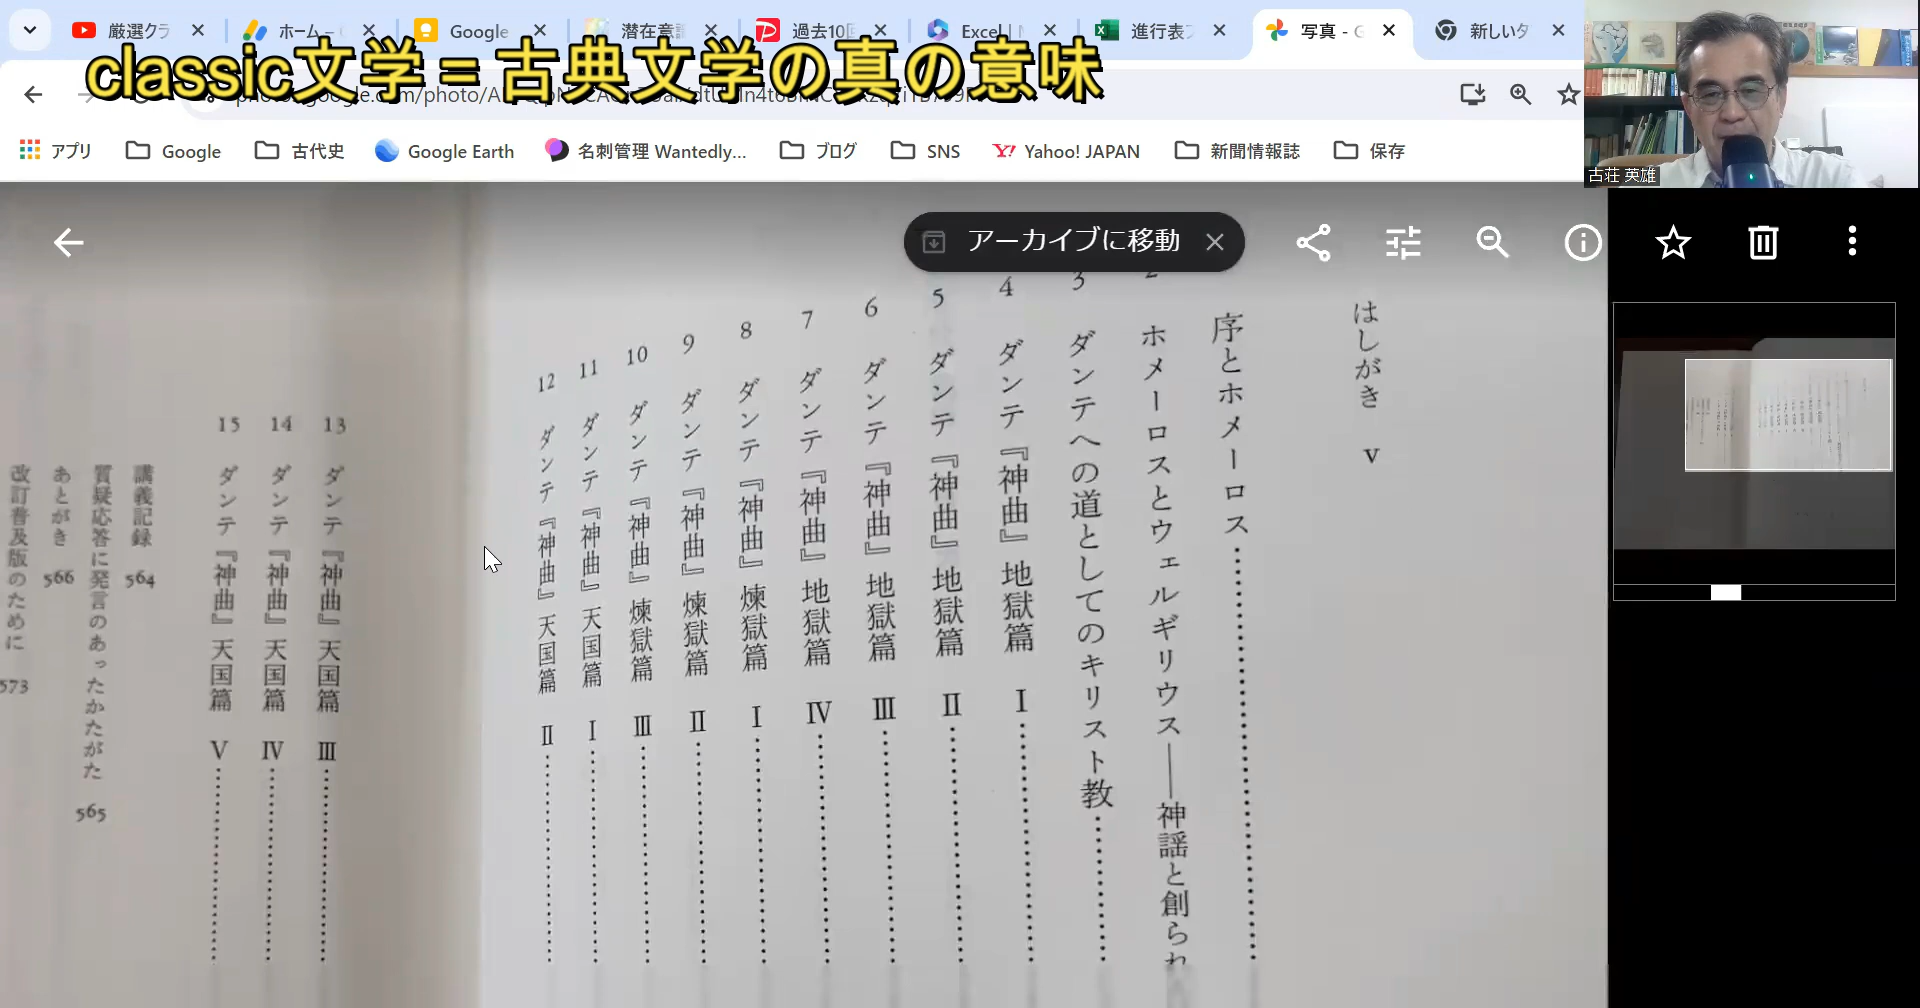 厳選クラ
ホーム –
Google
潜在意
過去10
Excel
進行表
写真 - G
新しいタ
classic文学＝古典文学の真の意味
アプリ
Google
古代史
Google Earth
名刺管理 Wantedly...
ブログ
SNS
Yahoo! JAPAN
新聞情報誌
保存
古荘 英雄
アーカイブに移動
はしがき v
序とホメーロス
2 ホメーロスとウェルギリウス――神謡と創られ
3 ダンテへの道としてのキリスト教
4 ダンテ『神曲』地獄篇 Ⅰ
5 ダンテ『神曲』地獄篇 Ⅱ
6 ダンテ『神曲』地獄篇 Ⅲ
7 ダンテ『神曲』地獄篇 Ⅳ
8 ダンテ『神曲』煉獄篇 Ⅰ
9 ダンテ『神曲』煉獄篇 Ⅱ
10 ダンテ『神曲』煉獄篇 Ⅲ
11 ダンテ『神曲』天国篇 Ⅰ
12 ダンテ『神曲』天国篇 Ⅱ
13 ダンテ『神曲』天国篇 Ⅲ
14 ダンテ『神曲』天国篇 Ⅳ
15 ダンテ『神曲』天国篇 Ⅴ
講義記録 564
質疑応答に発言のあったかたがた 565
あとがき 566
改訂普及版のために 573